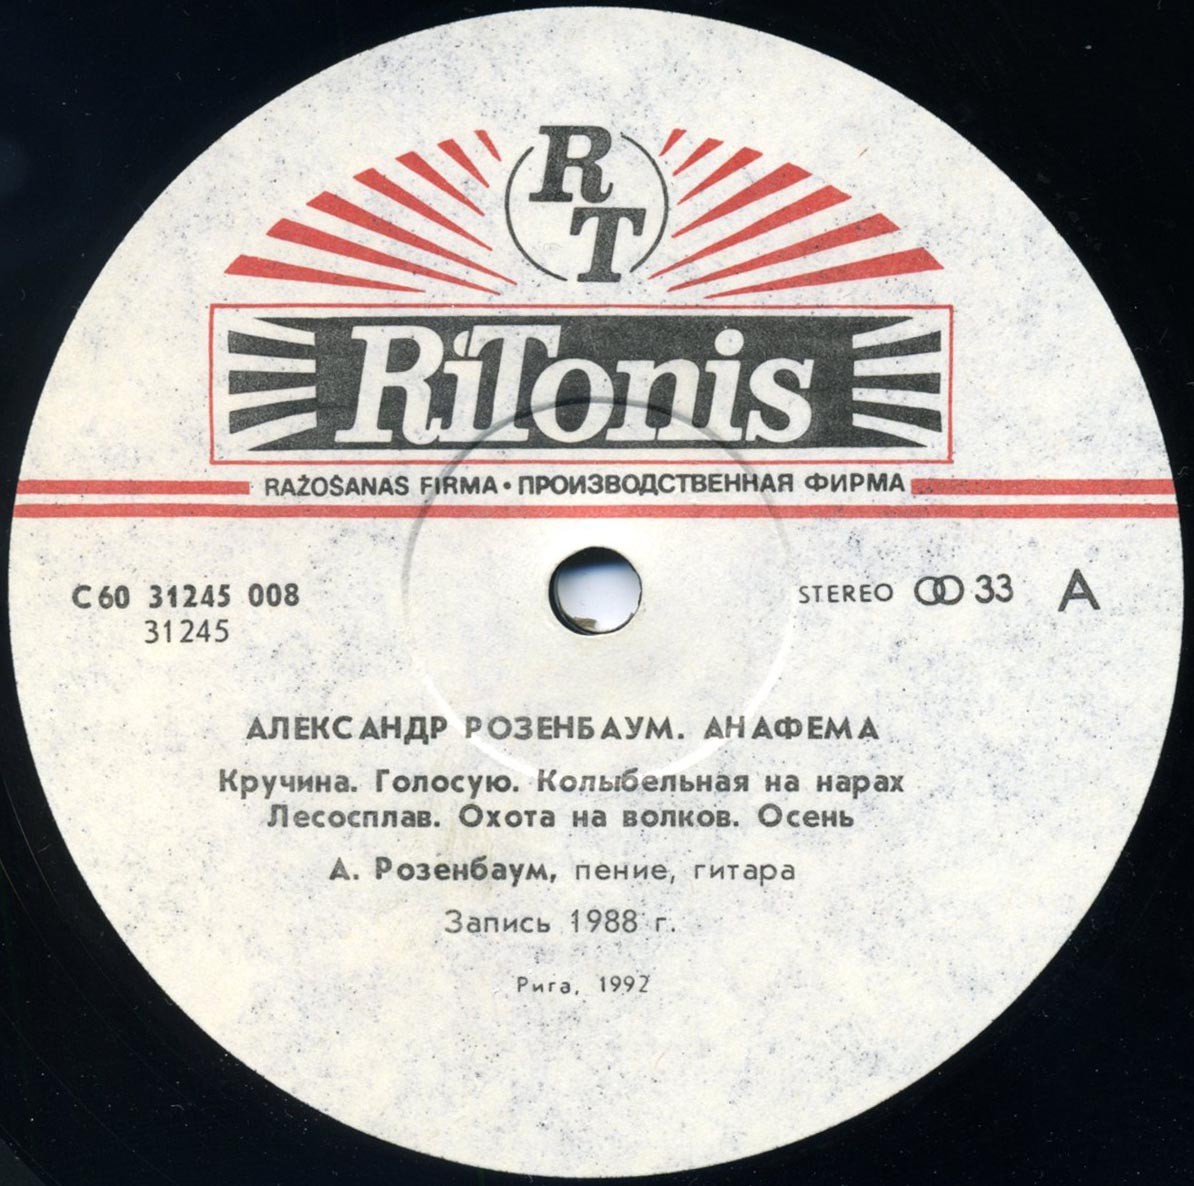 RT
RiTonis
RAŽOŠANAS FIRMA • ПРОИЗВОДСТВЕННАЯ ФИРМА
С60 31245 008
31245
STEREO 33 A
АЛЕКСАНДР РОЗЕНБАУМ. АНАФЕМА
Кручина. Голосую. Колыбельная на нарах
Лесосплав. Охота на волков. Осень
А. Розенбаум, пение, гитара
Запись 1988 г.
Рига, 1992